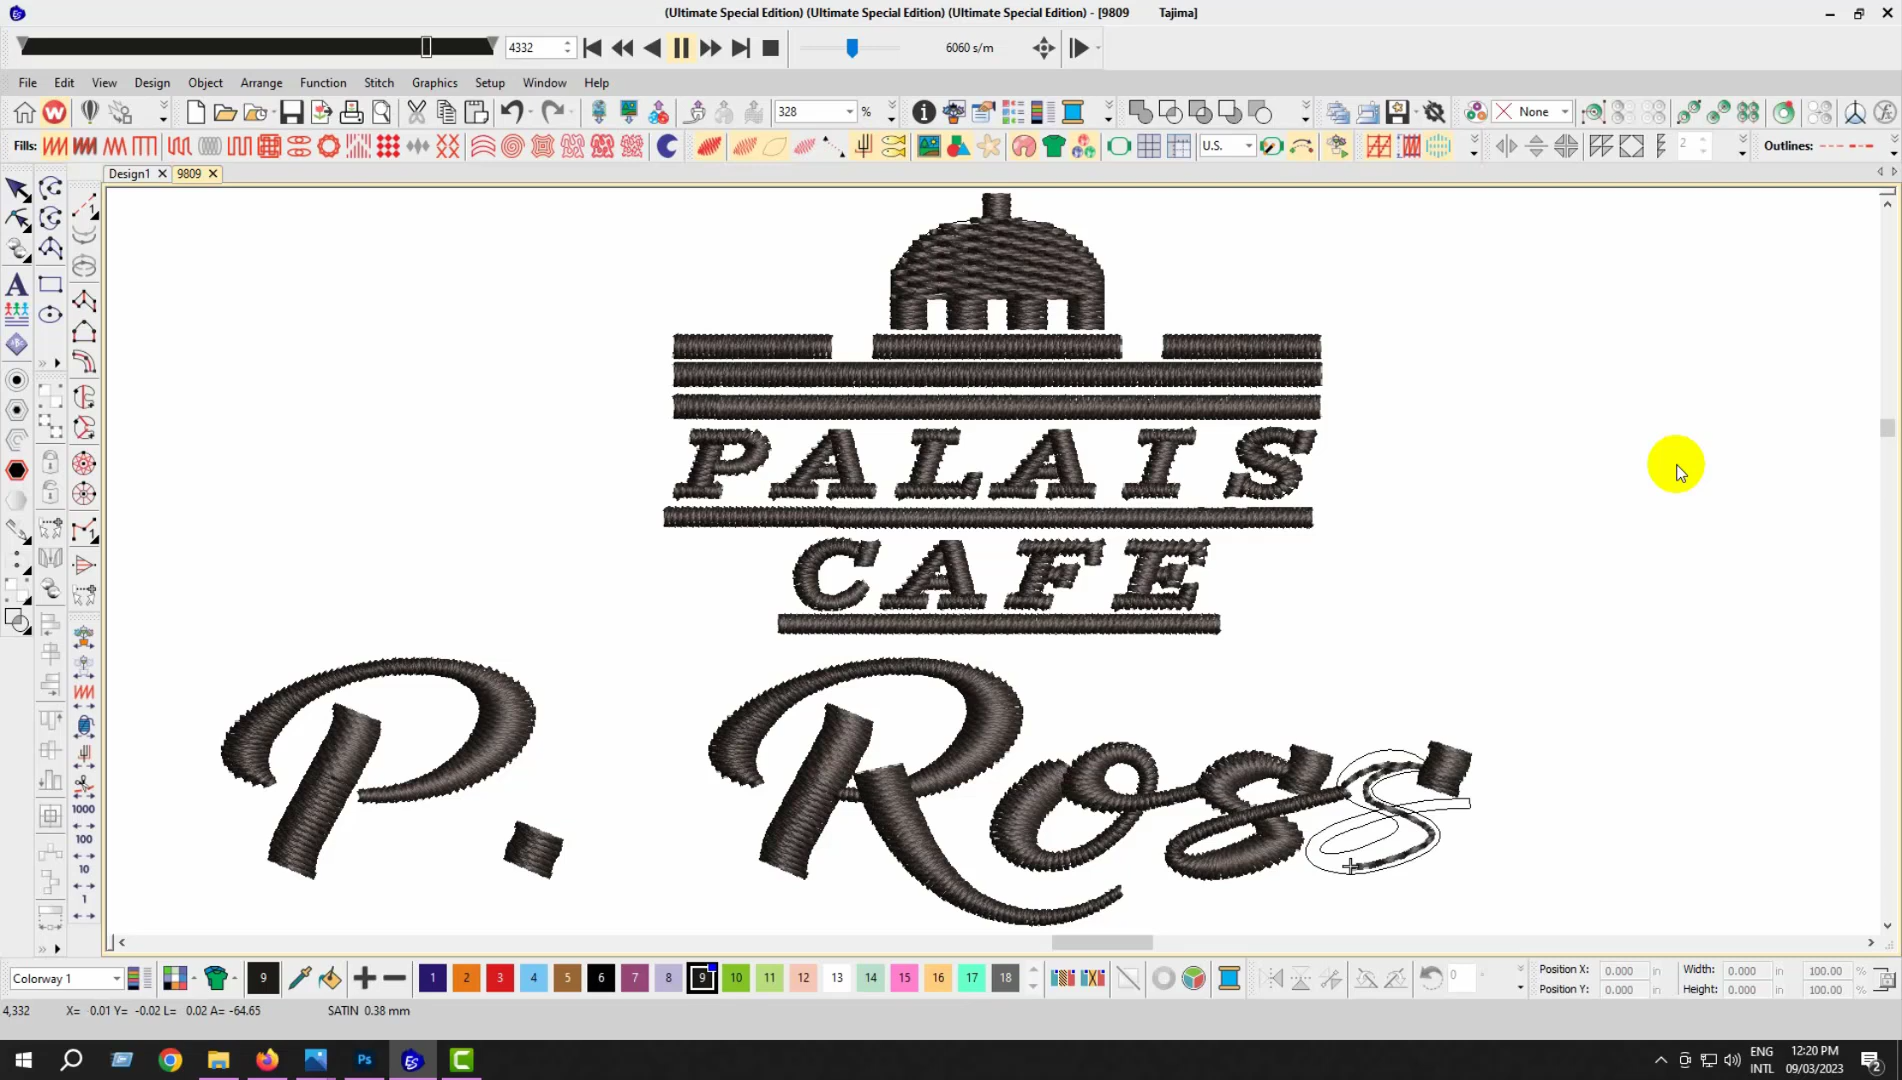 (Ultimate Special Edition) (Ultimate Special Edition) (Ultimate Special Edition) - [9809 Tajima]
4332 6060 s/m
File Edit View Design Object Arrange Function Stitch Graphics Setup Window Help
328 % None
Fills: U.S. 2 Outlines:
Design1 9809
PALAIS
CAFE
P. Ross
1000
100
10
1
Colorway 1 9 1 2 3 4 5 6 7 8 9 10 11 12 13 14 15 16 17 18 0
Position X: 0.000 in Width: 0.000 in 100.00 %
Position Y: 0.000 in Height: 0.000 in 100.00 %
4,332 X= 0.01 Y= -0.02 L= 0.02 A= -64.65 SATIN 0.38 mm
ENG 12:20 PM
INTL 09/03/2023 2